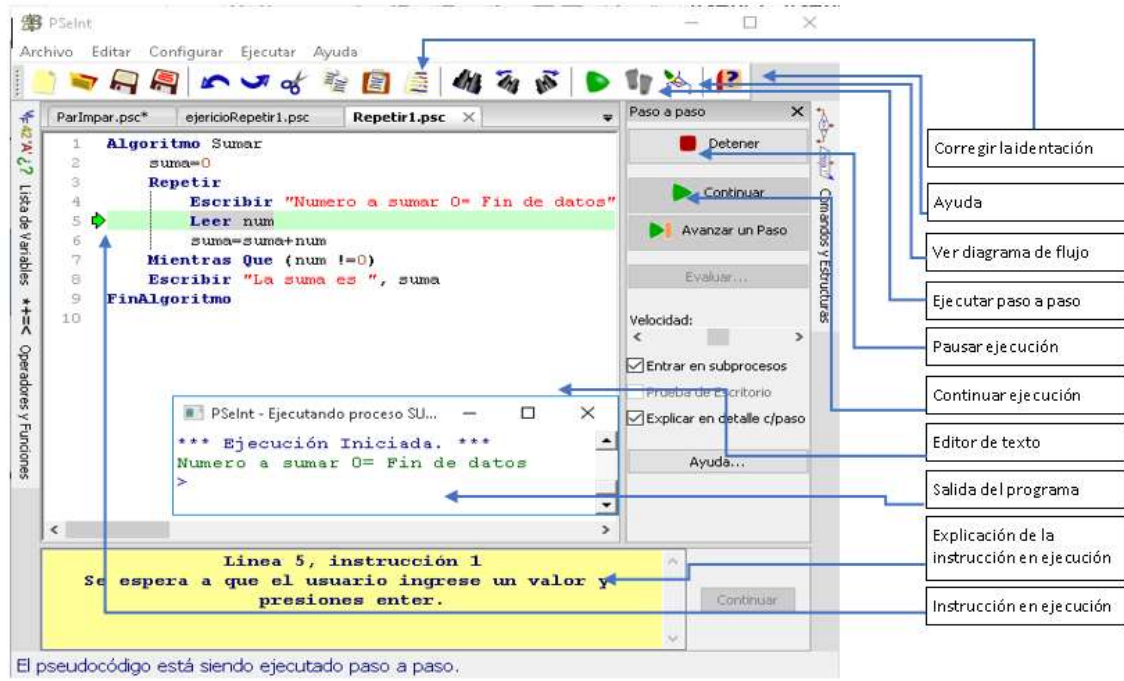 PSeInt
Archivo Editar Configurar Ejecutar Ayuda
ParImpar.psc* ejericioRepetir1.psc Repetir1.psc
1 Algoritmo Sumar
2 suma=0
3 Repetir
4 Escribir "Numero a sumar 0= Fin de datos"
5 Leer num
6 suma=suma+num
7 Mientras Que (num !=0)
8 Escribir "La suma es ", suma
9 FinAlgoritmo
10
Lista de Variables
*+=< Operadores y Funciones
PSeInt - Ejecutando proceso SU...
*** Ejecución Iniciada. ***
Numero a sumar 0= Fin de datos
>
Paso a paso
Detener
Continuar
Avanzar un Paso
Evaluar...
Velocidad:
Entrar en subprocesos
Prueba de Escritorio
Explicar en detalle c/paso
Ayuda...
Comandos y Estructuras
Linea 5, instrucción 1
Se espera a que el usuario ingrese un valor y
presiones enter.
Continuar
El pseudocódigo está siendo ejecutado paso a paso.
Corregir la identación
Ayuda
Ver diagrama de flujo
Ejecutar paso a paso
Pausar ejecución
Continuar ejecución
Editor de texto
Salida del programa
Explicación de la
instrucción en ejecución
Instrucción en ejecución